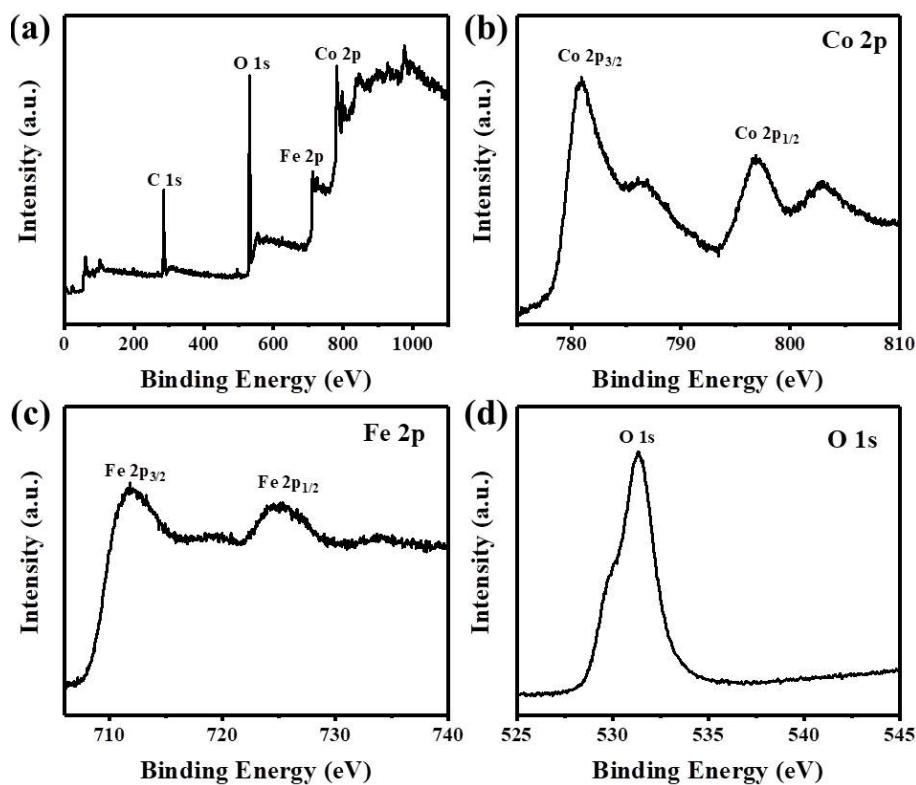 (a)
C 1s
O 1s
Fe 2p
Co 2p
Intensity (a.u.)
0 200 400 600 800 1000
Binding Energy (eV)
(b)
Co 2p
Co 2p3/2
Co 2p1/2
Intensity (a.u.)
780 790 800 810
Binding Energy (eV)
(c)
Fe 2p
Fe 2p3/2
Fe 2p1/2
Intensity (a.u.)
710 720 730 740
Binding Energy (eV)
(d)
O 1s
O 1s
Intensity (a.u.)
525 530 535 540 545
Binding Energy (eV)